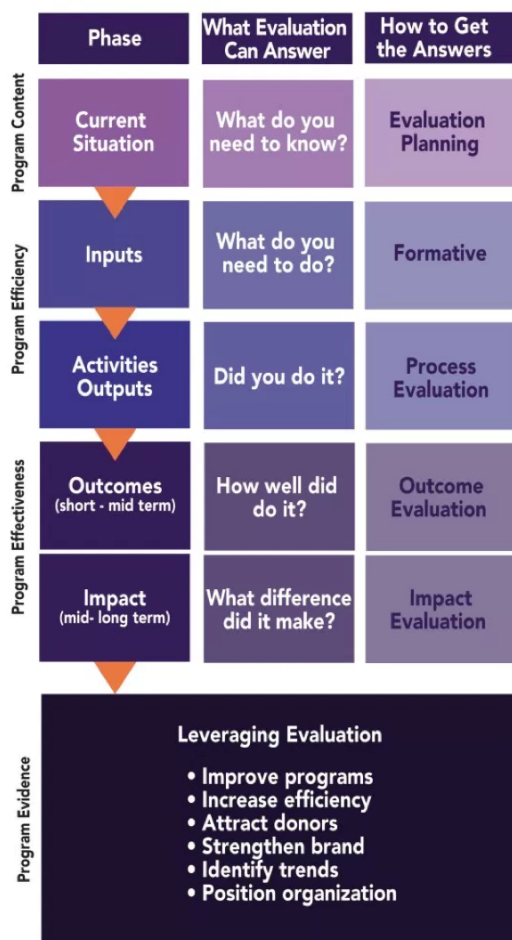 Phase
What Evaluation
Can Answer
How to Get
the Answers
Program Content
Current
Situation
What do you
need to know?
Evaluation
Planning
Program Efficiency
Inputs
What do you
need to do?
Formative
Activities
Outputs
Did you do it?
Process
Evaluation
Program Effectiveness
Outcomes
(short - mid term)
How well did
do it?
Outcome
Evaluation
Impact
(mid- long term)
What difference
did it make?
Impact
Evaluation
Program Evidence
Leveraging Evaluation
• Improve programs
• Increase efficiency
• Attract donors
• Strengthen brand
• Identify trends
• Position organization